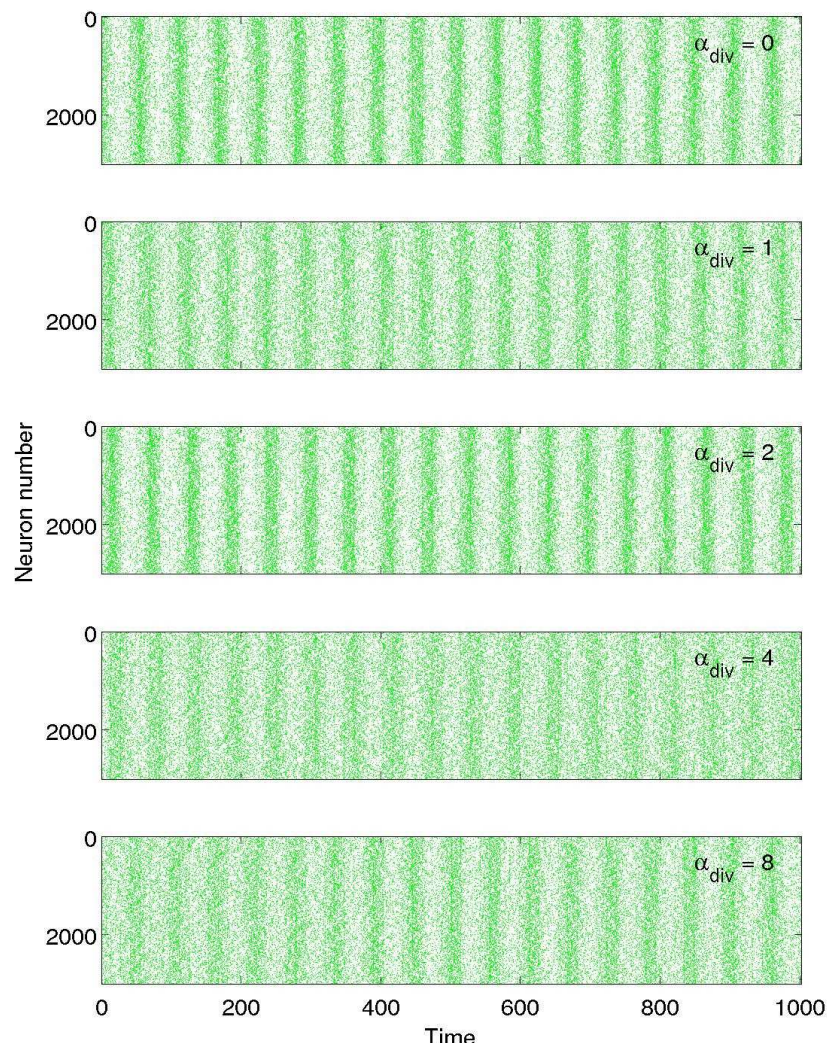 0
2000
α_div = 0
0
2000
α_div = 1
0
2000
α_div = 2
0
2000
α_div = 4
0
2000
α_div = 8
0 200 400 600 800 1000
Time
Neuron number